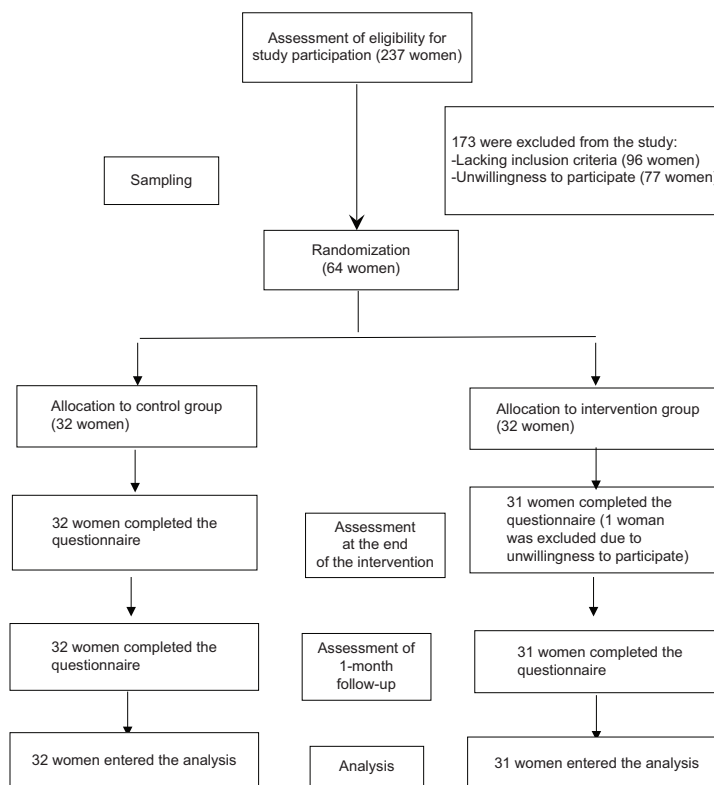 Assessment of eligibility for
study participation (237 women)
173 were excluded from the study:
-Lacking inclusion criteria (96 women)
-Unwillingness to participate (77 women)
Sampling
Randomization
(64 women)
Allocation to control group
(32 women)
Allocation to intervention group
(32 women)
32 women completed the
questionnaire
Assessment
at the end
of the intervention
31 women completed the
questionnaire (1 woman
was excluded due to
unwillingness to participate)
32 women completed the
questionnaire
Assessment of
1-month
follow-up
31 women completed the
questionnaire
32 women entered the analysis
Analysis
31 women entered the analysis